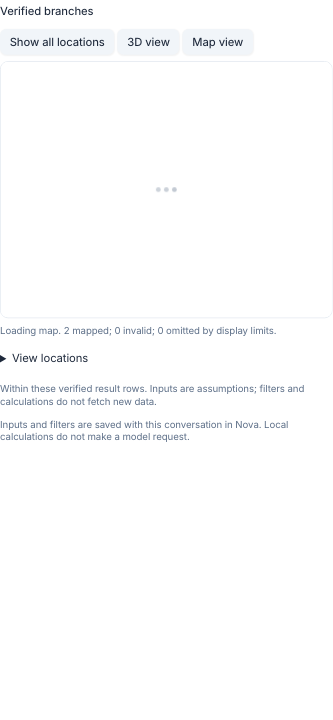 Verified branches
Show all locations
3D view
Map view
Loading map. 2 mapped; 0 invalid; 0 omitted by display limits.
View locations
Within these verified result rows. Inputs are assumptions; filters and
calculations do not fetch new data.
Inputs and filters are saved with this conversation in Nova. Local
calculations do not make a model request.